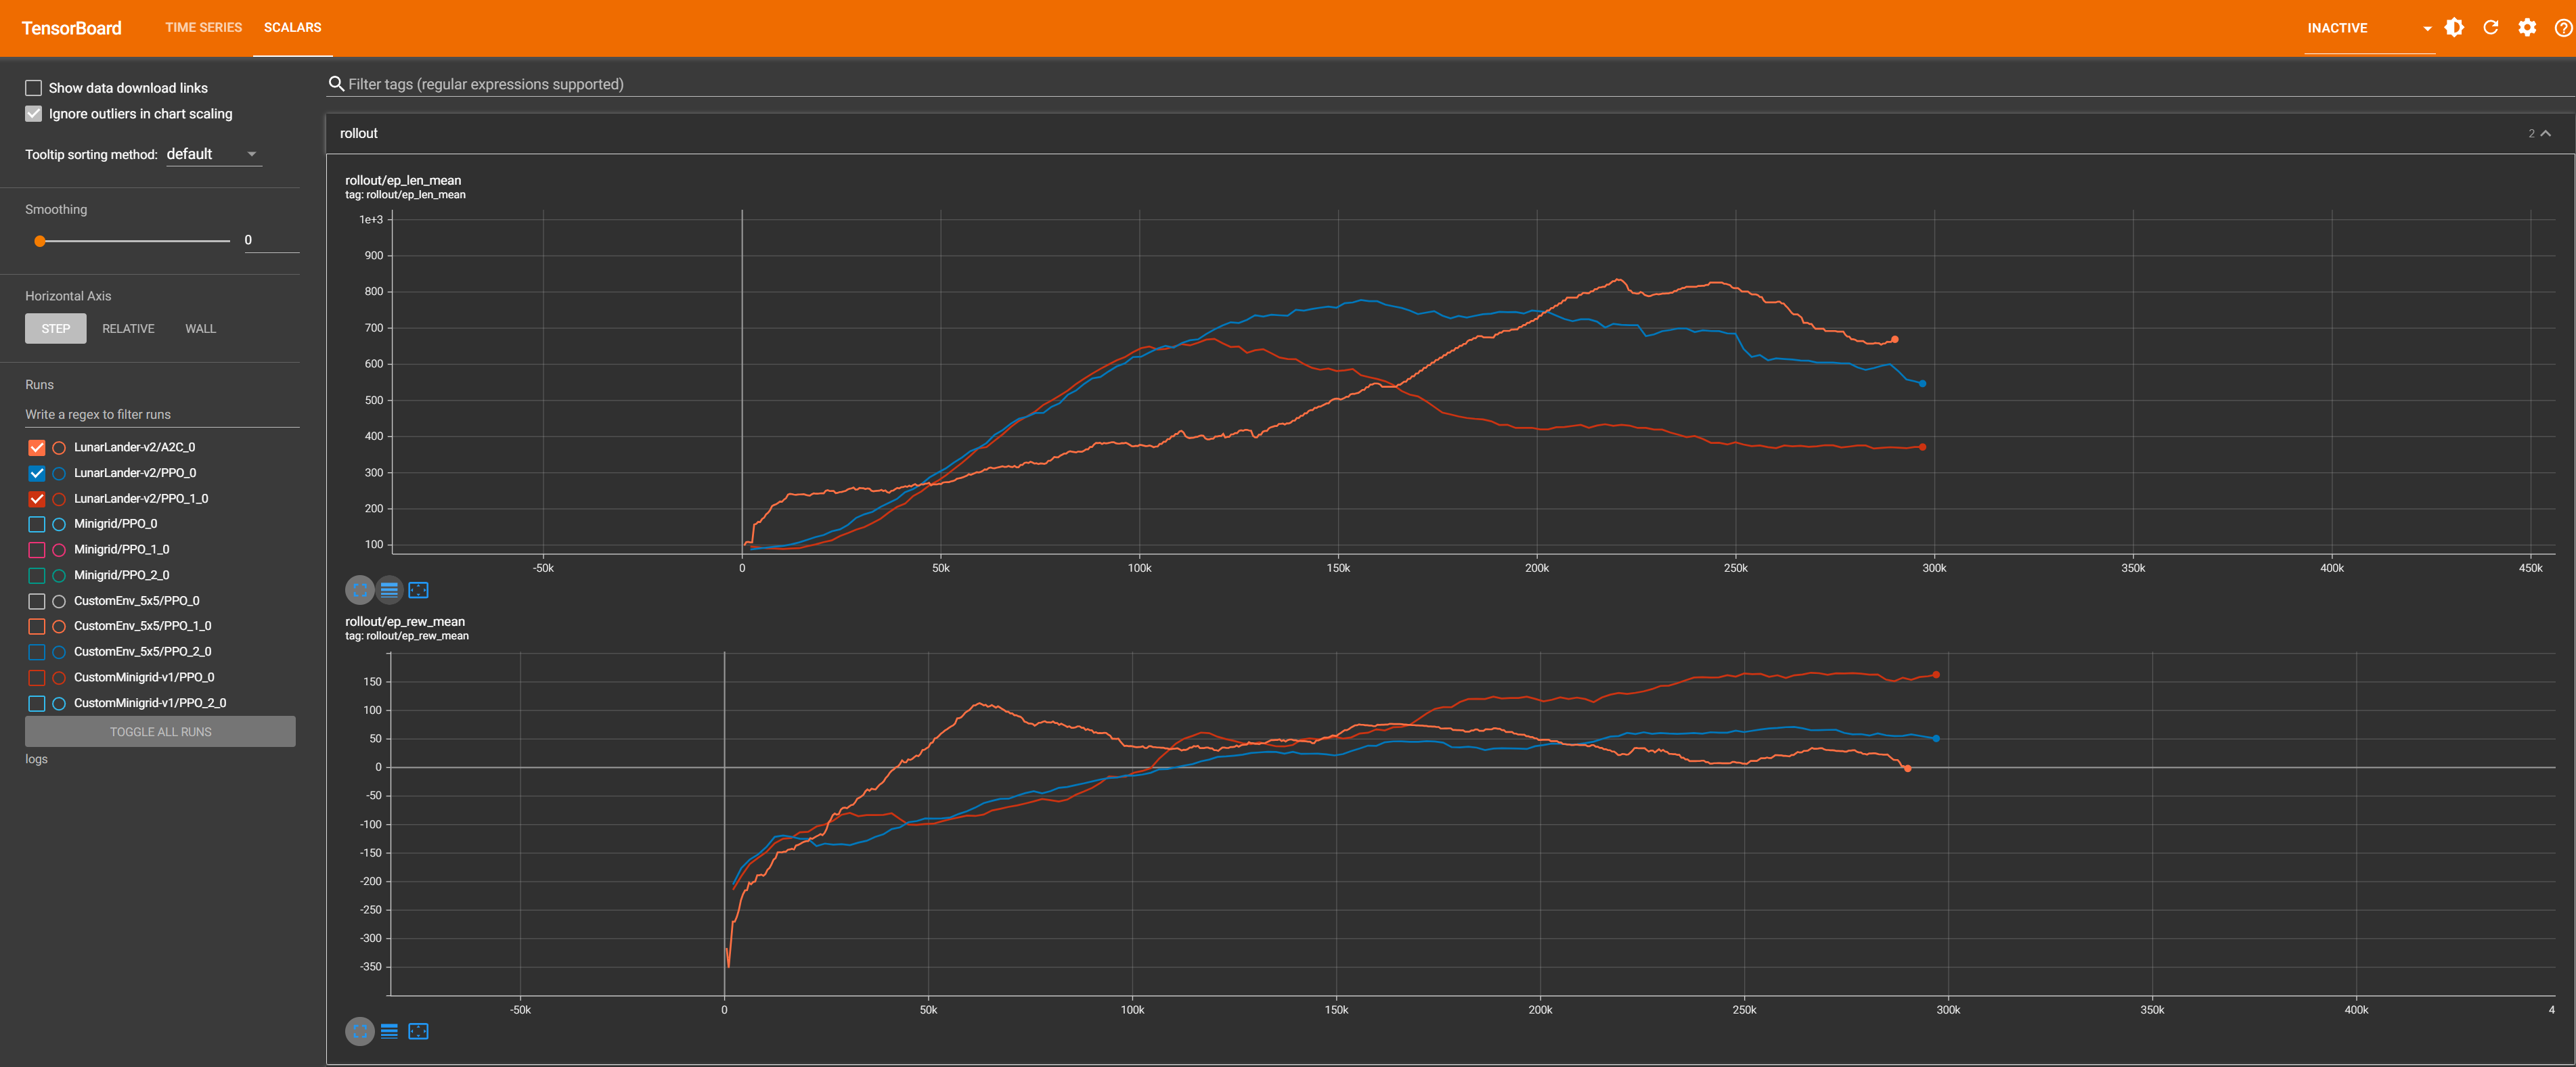 TensorBoard
TIME SERIES
SCALARS
INACTIVE
Show data download links
Ignore outliers in chart scaling
Tooltip sorting method: default
Smoothing
0
Horizontal Axis
STEP RELATIVE WALL
Runs
Write a regex to filter runs
LunarLander-v2/A2C_0
LunarLander-v2/PPO_0
LunarLander-v2/PPO_1_0
Minigrid/PPO_0
Minigrid/PPO_1_0
Minigrid/PPO_2_0
CustomEnv_5x5/PPO_0
CustomEnv_5x5/PPO_1_0
CustomEnv_5x5/PPO_2_0
CustomMinigrid-v1/PPO_0
CustomMinigrid-v1/PPO_2_0
TOGGLE ALL RUNS
logs
Filter tags (regular expressions supported)
rollout
2
rollout/ep_len_mean
tag: rollout/ep_len_mean
1e+3
900
800
700
600
500
400
300
200
100
-50k 0 50k 100k 150k 200k 250k 300k 350k 400k 450k
rollout/ep_rew_mean
tag: rollout/ep_rew_mean
150
100
50
0
-50
-100
-150
-200
-250
-300
-350
-50k 0 50k 100k 150k 200k 250k 300k 350k 400k 4